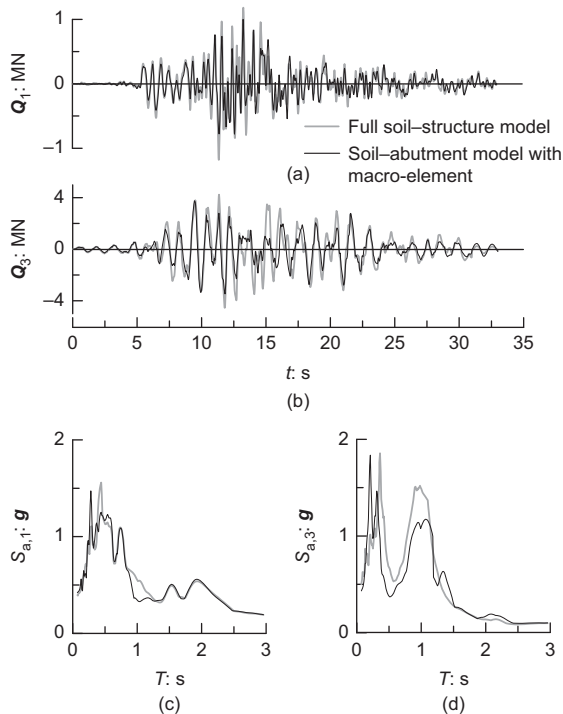 1
0
–1
Q1: MN
Full soil–structure model
Soil–abutment model with
macro-element
(a)
4
0
–4
Q3: MN
0 5 10 15 20 25 30 35
t: s
(b)
2
1
0
Sa,1: g
0 1 2 3
T: s
(c)
2
1
0
Sa,3: g
0 1 2 3
T: s
(d)